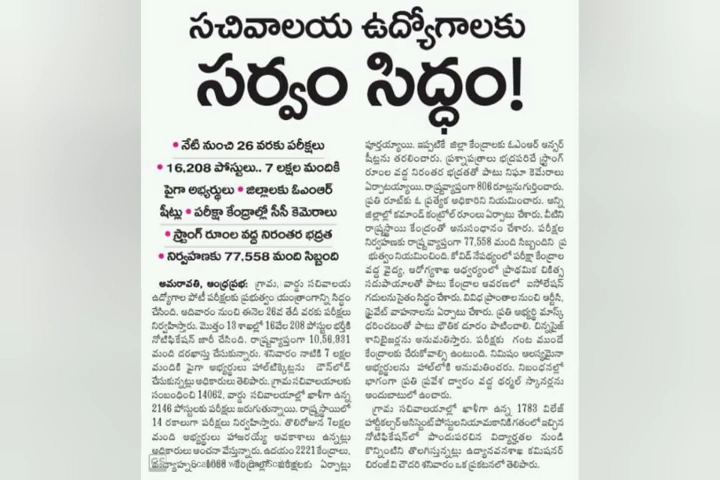 సచివాలయ ఉద్యోగాలకు
సర్వం సిద్ధం!
• నేటి నుంచి 26 వరకు పరీక్షలు
• 16,208 పోస్టులు.. 7 లక్షల మందికి
పైగా అభ్యర్థులు • జిల్లాలకు ఓఎంఆర్
షీట్లు • పరీక్షా కేంద్రాల్లో సీసీ కెమెరాలు
• స్ట్రాంగ్ రూంల వద్ద నిరంతర భద్రత
• నిర్వహణకు 77,558 మంది సిబ్బంది
అమరావతి, ఆంధ్రప్రభ: గ్రామ, వార్డు సచివాలయ
ఉద్యోగాల పోటీ పరీక్షలకు ప్రభుత్వం యంత్రాంగాన్ని సిద్ధం
చేసింది. ఆదివారం నుంచి ఈనెల 26వ తేదీ వరకు పరీక్షలు
నిర్వహిస్తారు. మొత్తం 13 శాఖల్లో 16వేల 208 పోస్టుల భర్తీకి
నోటిఫికేషన్ జారీ చేసింది. రాష్ట్రవ్యాప్తంగా 10,56,931
మంది దరఖాస్తు చేసుకున్నారు. శనివారం నాటికి 7 లక్షల
మందికి పైగా అభ్యర్థులు హాల్‌టిక్కెట్లను డౌన్‌లోడ్
చేసుకున్నట్లు అధికారులు తెలిపారు. గ్రామ సచివాలయాలకు
సంబంధించి 14062, వార్డు సచివాలయాల్లో ఖాళీగా ఉన్న
2146 పోస్టులకు పరీక్షలు జరుగుతున్నాయి. రాష్ట్రస్థాయిలో
14 రకాలుగా పరీక్షలు నిర్వహిస్తారు. తొలిరోజున 7లక్షల
మంది అభ్యర్థులు హాజరయ్యే అవకాశాలు ఉన్నట్లు
అధికారులు అంచనా వేస్తున్నారు. ఉదయం 2221 కేంద్రాలు,
మధ్యాహ్నం 1068 కేంద్రాల్లో పరీక్షలకు ఏర్పాట్లు
పూర్తయ్యాయి. ఇప్పటికే జిల్లా కేంద్రాలకు ఓఎంఆర్ ఆన్సర్
షీట్లను తరలించారు. ప్రశ్నాపత్రాలు భద్రపరిచే స్ట్రాంగ్
రూంల వద్ద నిరంతర భద్రతతో పాటు నిఘా కెమేరాలు
ఏర్పాటయ్యాయి. రాష్ట్రవ్యాప్తంగా 806 రూట్లను గుర్తించారు.
ప్రతి రూట్‌కు ఓ ప్రత్యేక అధికారిని నియమించారు. అన్ని
జిల్లాల్లో కమాండ్ కంట్రోల్ రూంలు ఏర్పాటు చేశారు. వీటిని
రాష్ట్రస్థాయి కేంద్రంతో అనుసంధానం చేశారు. పరీక్షల
నిర్వహణకు రాష్ట్రవ్యాప్తంగా 77,558 మంది సిబ్బందిని ప్ర
భుత్వం నియమించింది. కోవిడ్ నేపథ్యంలో పరీక్షా కేంద్రాల
వద్ద వైద్య, ఆరోగ్యశాఖ ఆధ్వర్యంలో ప్రాథమిక చికిత్స
సదుపాయాలతో పాటు కేంద్రాల ఆవరణలో ఐసోలేషన్
గదులను సైతం సిద్ధం చేశారు. వివిధ ప్రాంతాల నుంచి ఆర్టీసి,
ప్రైవేట్ వాహనాలను ఏర్పాటు చేశారు. ప్రతి అభ్యర్థి మాస్క్
ధరించటంతో పాటు భౌతిక దూరం పాటించాలి. చిన్నసైజ్
శానిటైజర్లను అనుమతిస్తారు. పరీక్షకు గంట ముందే
కేంద్రాలకు చేరుకోవాల్సి ఉంటుంది. నిమిషం ఆలస్యమైనా
అభ్యర్థులను హాల్‌లోకి అనుమతించరు. నిబంధనల్లో
భాగంగా ప్రతి ప్రవేశ ద్వారం వద్ద థర్మల్ స్కానర్లను
అందుబాటులో ఉంచారు.
గ్రామ సచివాలయాల్లో ఖాళీగా ఉన్న 1783 విలేజ్
హార్టీకల్చర్ అసిస్టెంట్ పోస్టుల నియామకానికి గతంలో ఇచ్చిన
నోటిఫికేషన్‌లో పొందుపరచిన విద్యార్హతల నుండి
కొన్నింటిని తొలగిస్తున్నట్లు ఉద్యానవనశాఖ కమిషనర్
చిరంజీవి చౌదరి శనివారం ఒక ప్రకటనలో తెలిపారు.